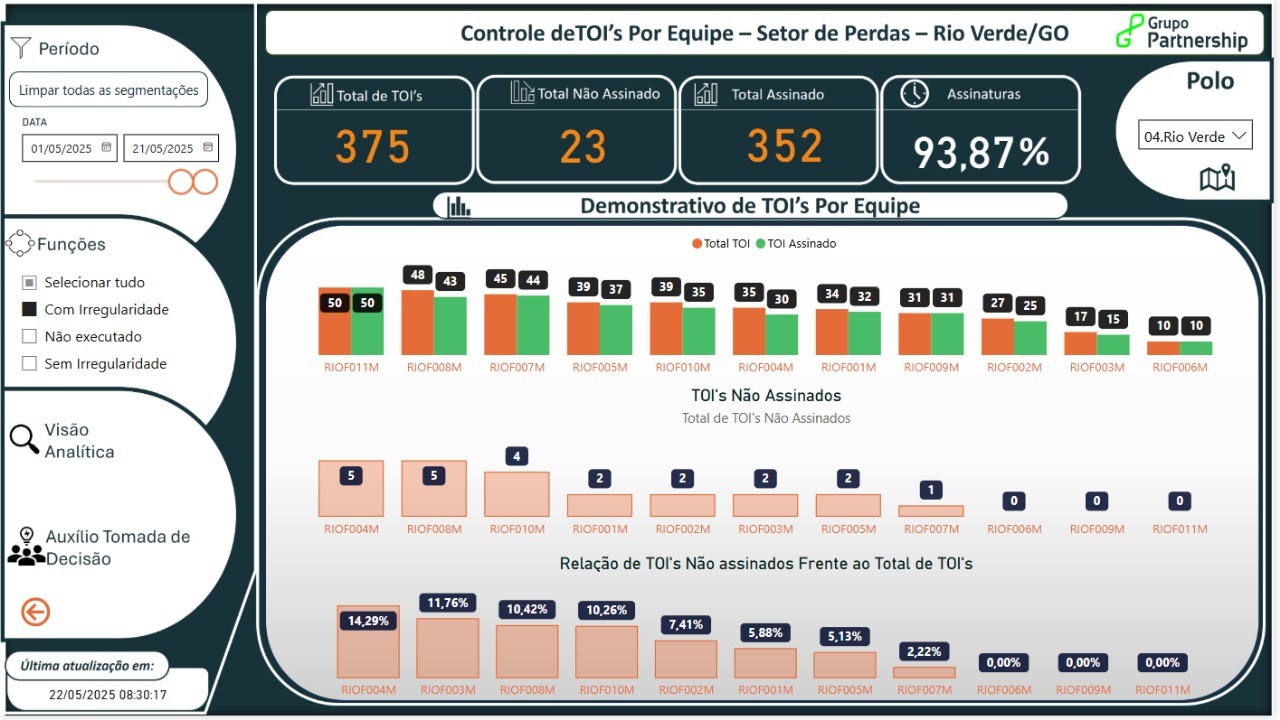 Controle deTOI's Por Equipe – Setor de Perdas – Rio Verde/GO
Grupo
Partnership
Período
Limpar todas as segmentações
DATA
01/05/2025 21/05/2025
Funções
Selecionar tudo
Com Irregularidade
Não executado
Sem Irregularidade
Visão
Analítica
Auxílio Tomada de
Decisão
Última atualização em:
22/05/2025 08:30:17
Total de TOI's
375
Total Não Assinado
23
Total Assinado
352
Assinaturas
93,87%
Polo
04.Rio Verde
Demonstrativo de TOI's Por Equipe
Total TOI TOI Assinado
50 50 48 43 45 44 39 37 39 35 35 30 34 32 31 31 27 25 17 15 10 10
RIOF011M RIOF008M RIOF007M RIOF005M RIOF010M RIOF004M RIOF001M RIOF009M RIOF002M RIOF003M RIOF006M
TOI's Não Assinados
Total de TOI's Não Assinados
5 5 4 2 2 2 2 1 0 0 0
RIOF004M RIOF008M RIOF010M RIOF001M RIOF002M RIOF003M RIOF005M RIOF007M RIOF006M RIOF009M RIOF011M
Relação de TOI's Não assinados Frente ao Total de TOI's
14,29% 11,76% 10,42% 10,26% 7,41% 5,88% 5,13% 2,22% 0,00% 0,00% 0,00%
RIOF004M RIOF003M RIOF008M RIOF010M RIOF002M RIOF001M RIOF005M RIOF007M RIOF006M RIOF009M RIOF011M